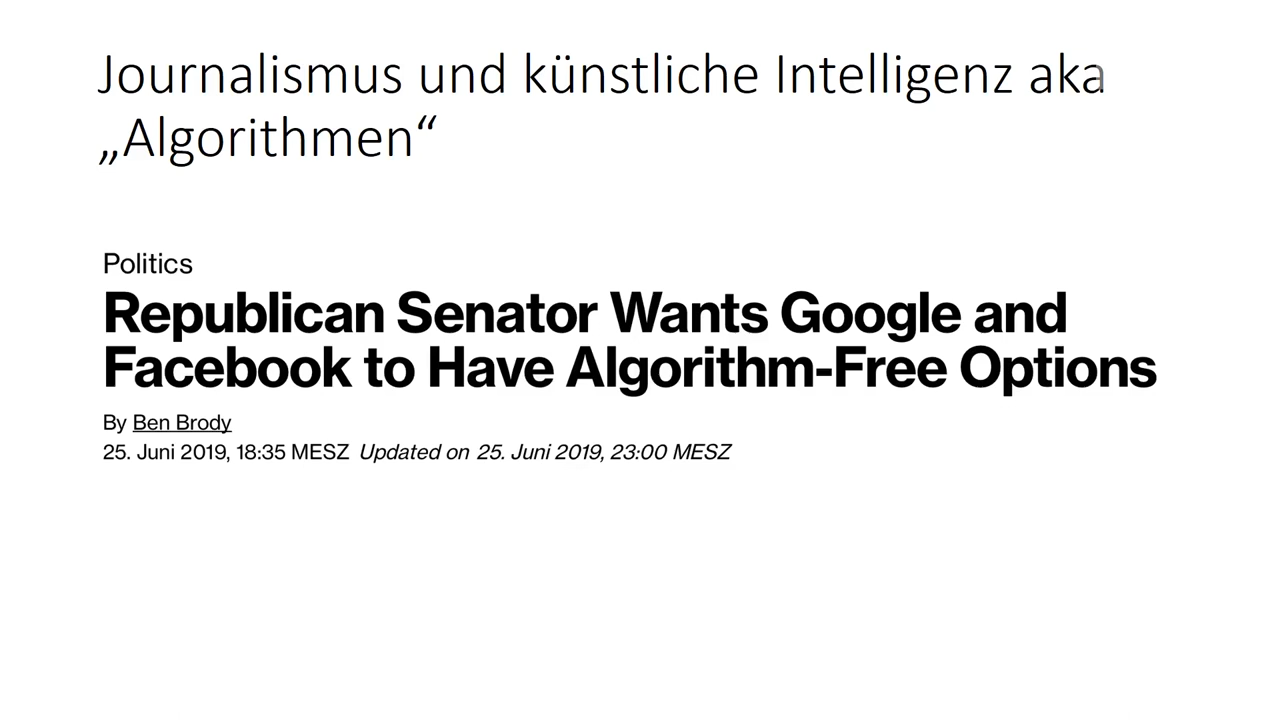 Journalismus und künstliche Intelligenz aka
„Algorithmen“
Politics
Republican Senator Wants Google and
Facebook to Have Algorithm-Free Options
By Ben Brody
25. Juni 2019, 18:35 MESZ Updated on 25. Juni 2019, 23:00 MESZ